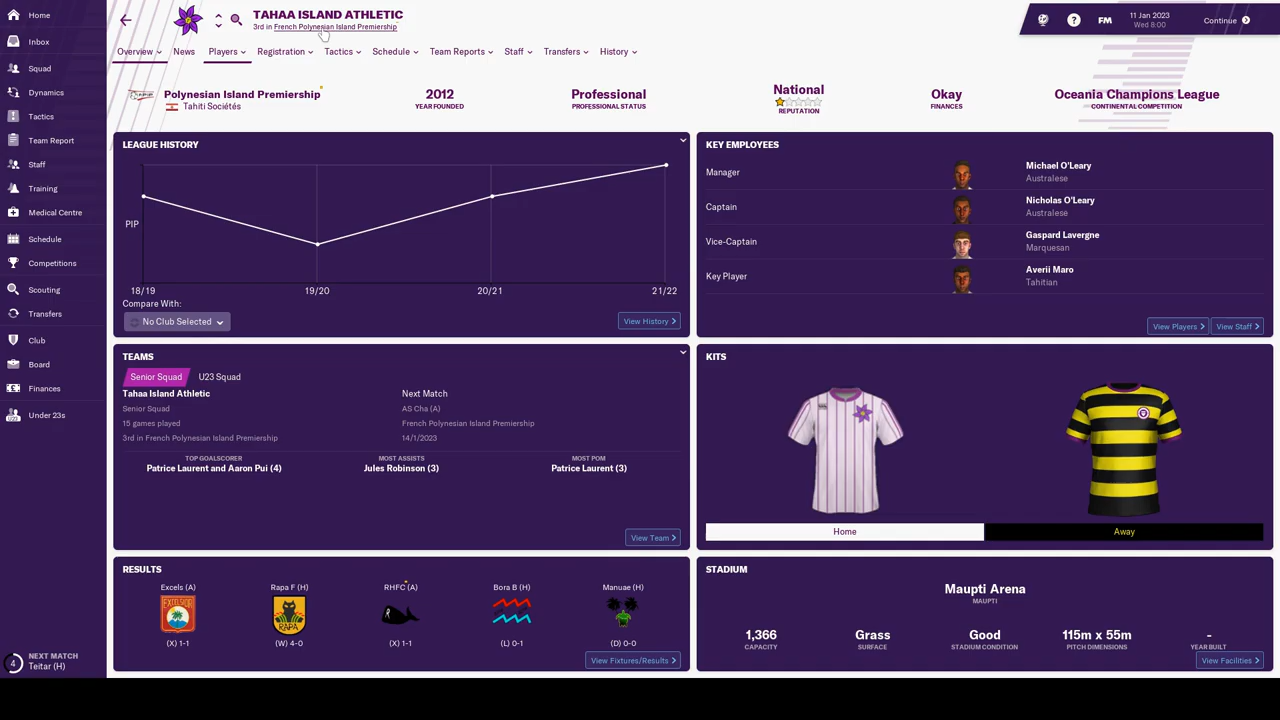 Home
Inbox
Squad
Dynamics
Tactics
Team Report
Staff
Training
Medical Centre
Schedule
Competitions
Scouting
Transfers
Club
Board
Finances
Under 23s
4
NEXT MATCH
Teitar (H)
TAHAA ISLAND ATHLETIC
3rd in French Polynesian Island Premiership
? FM
11 Jan 2023
Wed 8:00
Continue
Overview News Players Registration Tactics Schedule Team Reports Staff Transfers History
Polynesian Island Premiership
Tahiti Sociétés
2012
YEAR FOUNDED
Professional
PROFESSIONAL STATUS
National
REPUTATION
Okay
FINANCES
Oceania Champions League
CONTINENTAL COMPETITION
LEAGUE HISTORY
PIP
18/19 19/20 20/21 21/22
Compare With:
No Club Selected
View History
KEY EMPLOYEES
Manager
Michael O'Leary
Australese
Captain
Nicholas O'Leary
Australese
Vice-Captain
Gaspard Lavergne
Marquesan
Key Player
Averii Maro
Tahitian
View Players View Staff
TEAMS
Senior Squad U23 Squad
Tahaa Island Athletic
Senior Squad
15 games played
3rd in French Polynesian Island Premiership
Next Match
AS Cha (A)
French Polynesian Island Premiership
14/1/2023
TOP GOALSCORER
Patrice Laurent and Aaron Pui (4)
MOST ASSISTS
Jules Robinson (3)
MOST POM
Patrice Laurent (3)
View Team
KITS
Home
Away
RESULTS
Excels (A)
EXCELSIOR
(X) 1-1
Rapa F (H)
RAPA
(W) 4-0
RHFC (A)
(X) 1-1
Bora B (H)
(L) 0-1
Manuae (H)
(D) 0-0
View Fixtures/Results
STADIUM
Maupti Arena
MAUPTI
1,366
CAPACITY
Grass
SURFACE
Good
STADIUM CONDITION
115m x 55m
PITCH DIMENSIONS
-
YEAR BUILT
View Facilities